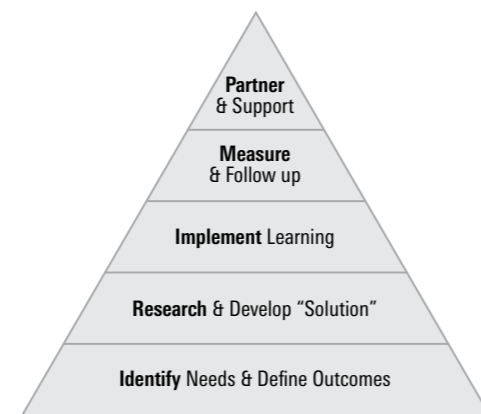 Partner
& Support
Measure
& Follow up
Implement Learning
Research & Develop “Solution”
Identify Needs & Define Outcomes